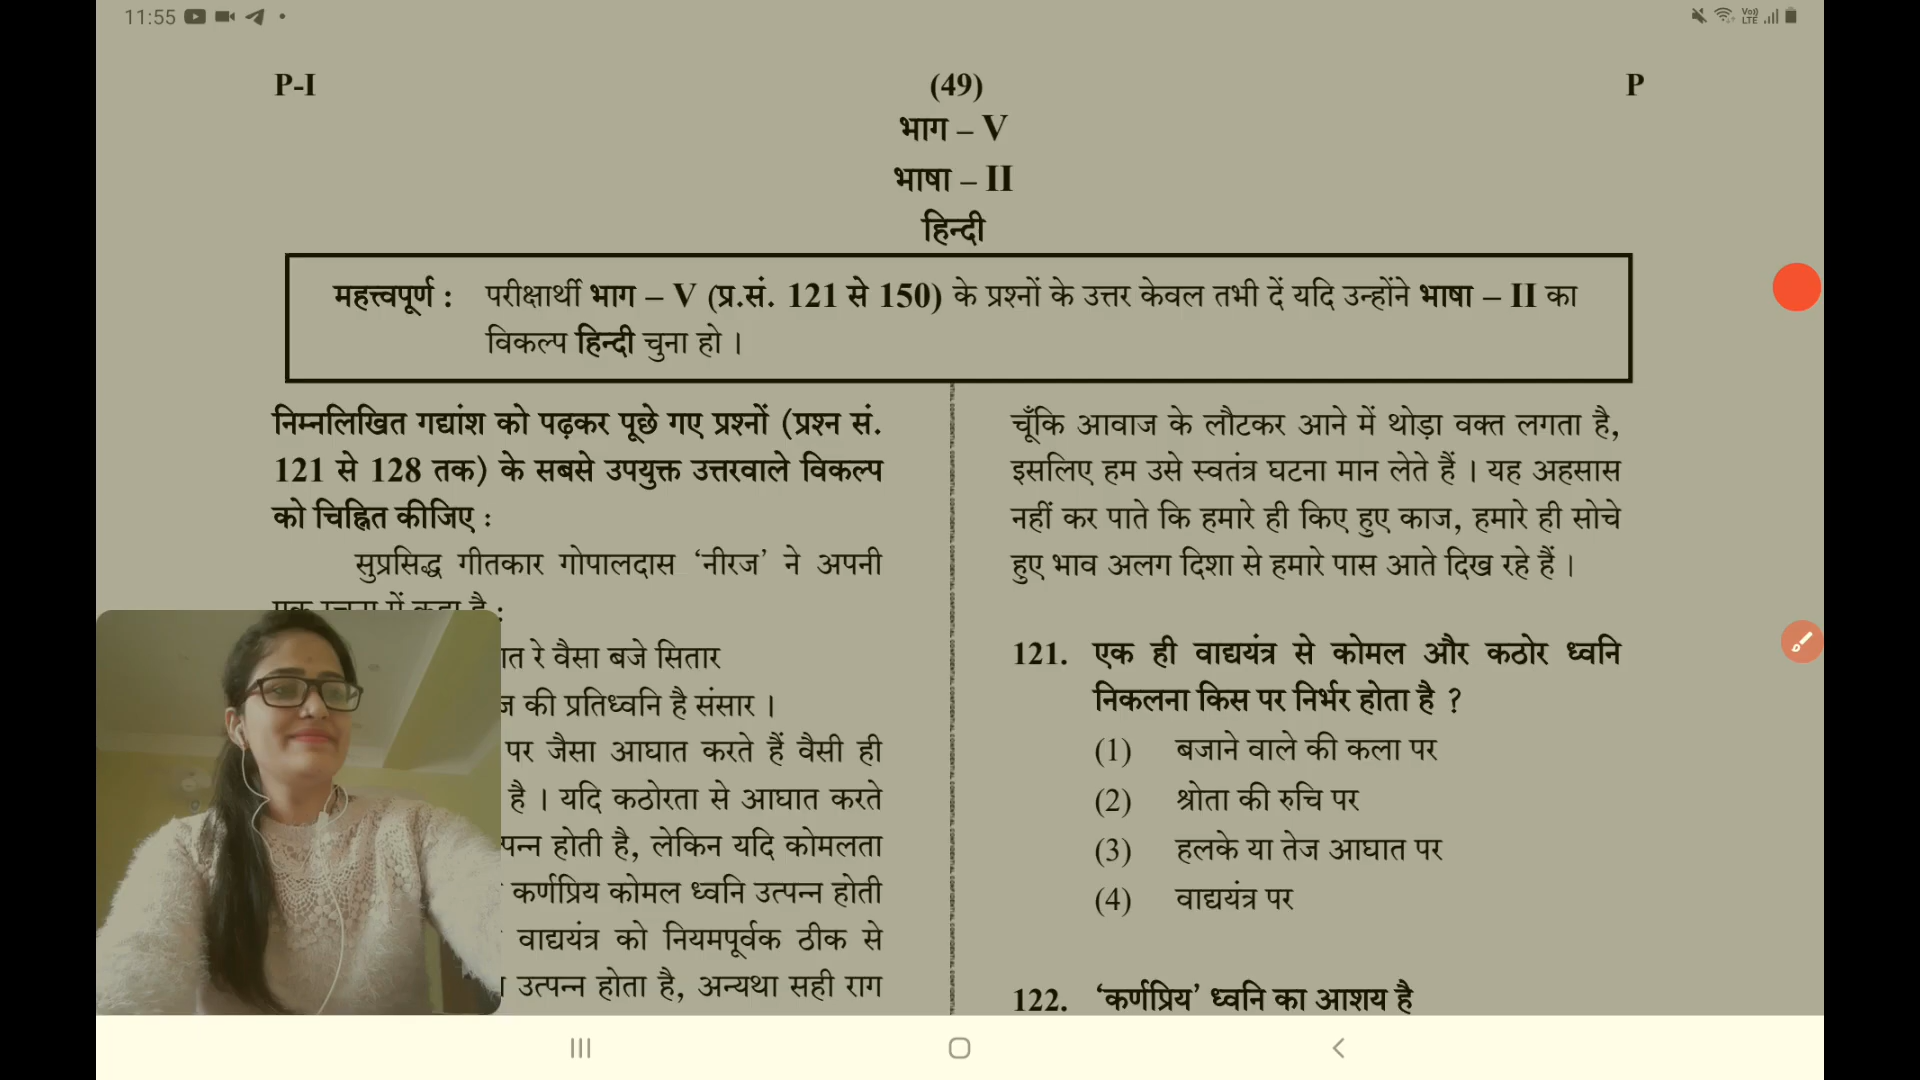 11:55
Vo)) LTE
P-I
(49)
P
भाग – V
भाषा – II
हिन्दी
महत्त्वपूर्ण : परीक्षार्थी भाग – V (प्र.सं. 121 से 150) के प्रश्नों के उत्तर केवल तभी दें यदि उन्होंने भाषा – II का
विकल्प हिन्दी चुना हो ।
निम्नलिखित गद्यांश को पढ़कर पूछे गए प्रश्नों (प्रश्न सं.
121 से 128 तक) के सबसे उपयुक्त उत्तरवाले विकल्प
को चिह्नित कीजिए :
सुप्रसिद्ध गीतकार गोपालदास ‘नीरज’ ने अपनी
एक रचना में कहा है :
रे वैसा बजे सितार
की प्रतिध्वनि है संसार ।
पर जैसा आघात करते हैं वैसी ही
है । यदि कठोरता से आघात करते
होती है, लेकिन यदि कोमलता
कर्णप्रिय कोमल ध्वनि उत्पन्न होती
वाद्ययंत्र को नियमपूर्वक ठीक से
उत्पन्न होता है, अन्यथा सही राग
चूँकि आवाज के लौटकर आने में थोड़ा वक्त लगता है,
इसलिए हम उसे स्वतंत्र घटना मान लेते हैं । यह अहसास
नहीं कर पाते कि हमारे ही किए हुए काज, हमारे ही सोचे
हुए भाव अलग दिशा से हमारे पास आते दिख रहे हैं ।
121. एक ही वाद्ययंत्र से कोमल और कठोर ध्वनि
निकलना किस पर निर्भर होता है ?
(1) बजाने वाले की कला पर
(2) श्रोता की रुचि पर
(3) हलके या तेज आघात पर
(4) वाद्ययंत्र पर
122. ‘कर्णप्रिय’ ध्वनि का आशय है